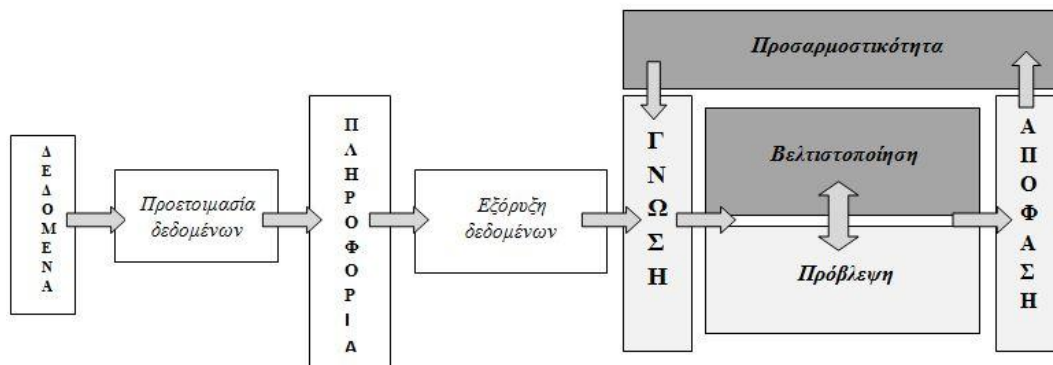 ΔΕΔΟΜΕΝΑ
Προετοιμασία
δεδομένων
ΠΛΗΡΟΦΟΡΙΑ
Εξόρυξη
δεδομένων
Προσαρμοστικότητα
ΓΝΩΣΗ
Βελτιστοποίηση
Πρόβλεψη
ΑΠΟΦΑΣΗ